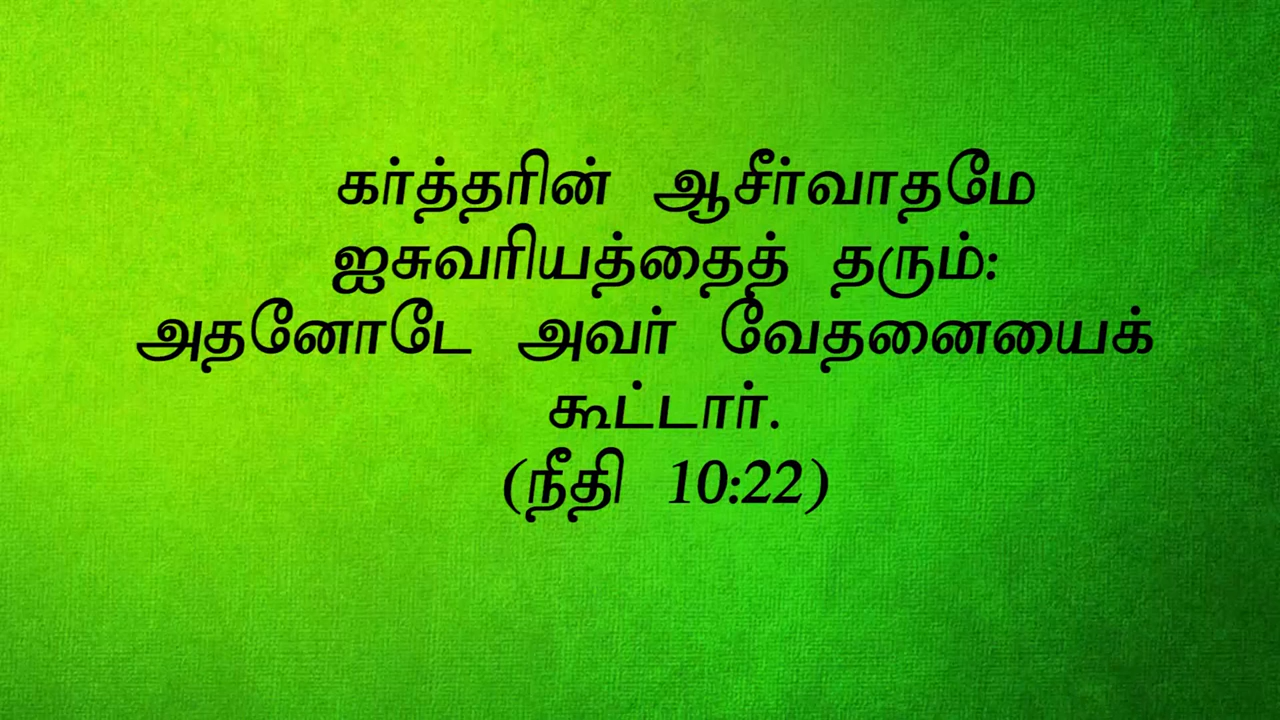 கர்த்தரின் ஆசீர்வாதமே
ஐசுவரியத்தைத் தரும்:
அதனோடே அவர் வேதனையைக்
கூட்டார்.
(நீதி 10:22)